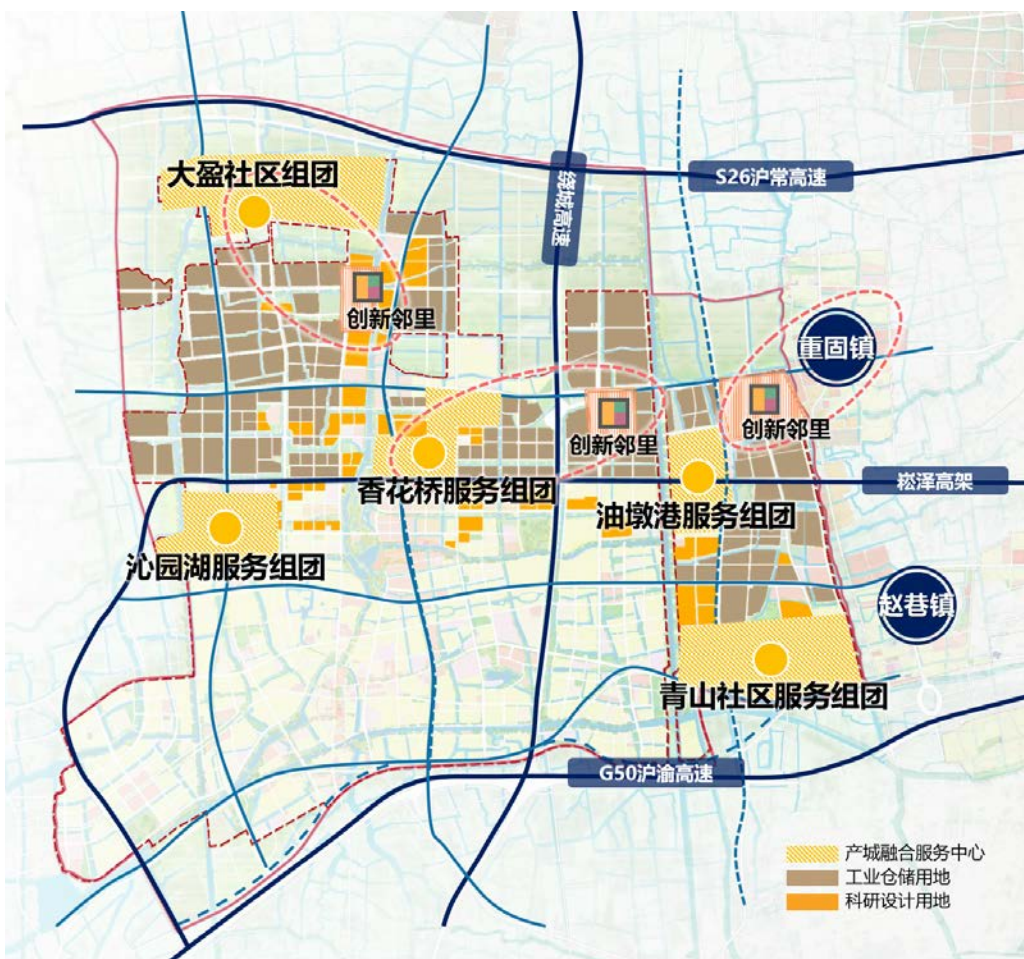 大盈社区组团
S26沪常高速
绕城高速
创新邻里
重固镇
创新邻里
创新邻里
香花桥服务组团
崧泽高架
油墩港服务组团
沁园湖服务组团
赵巷镇
青山社区服务组团
G50沪渝高速
产城融合服务中心
工业仓储用地
科研设计用地